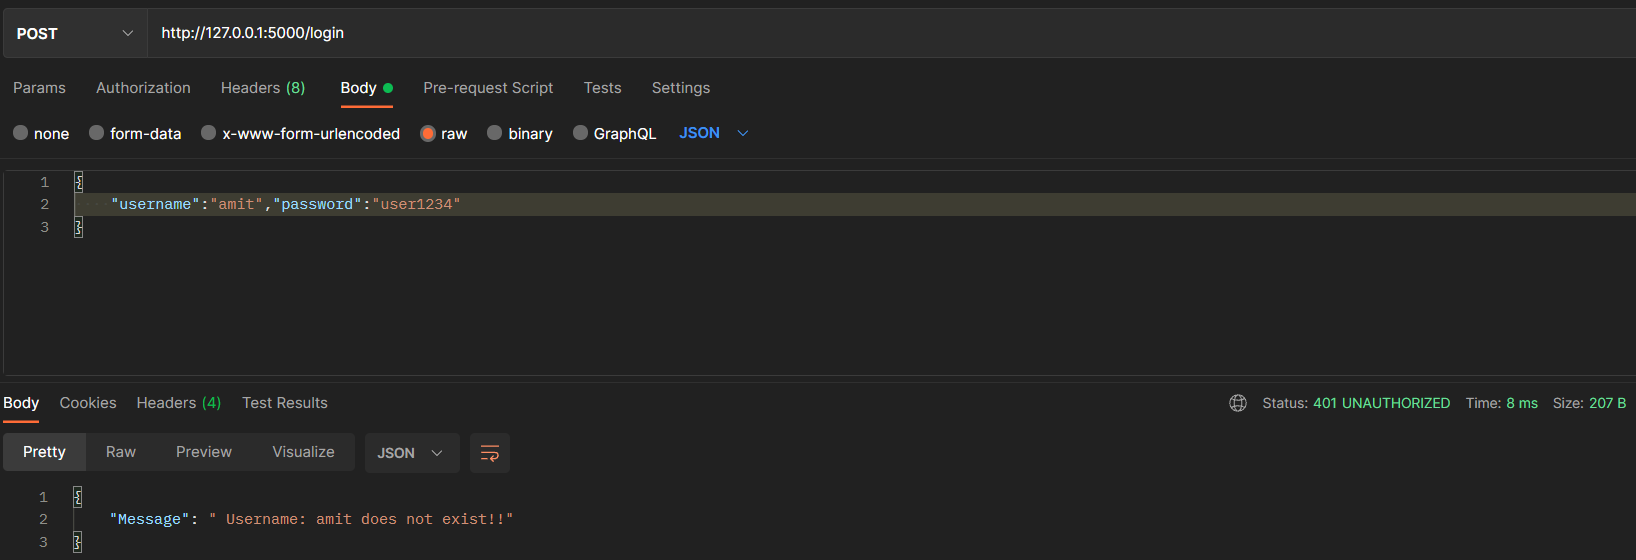 POST http://127.0.0.1:5000/login
Params Authorization Headers (8) Body Pre-request Script Tests Settings
none form-data x-www-form-urlencoded raw binary GraphQL JSON
1 {
2 "username":"amit","password":"user1234"
3 }
Body Cookies Headers (4) Test Results Status: 401 UNAUTHORIZED Time: 8 ms Size: 207 B
Pretty Raw Preview Visualize JSON
1 {
2 "Message": " Username: amit does not exist!!"
3 }